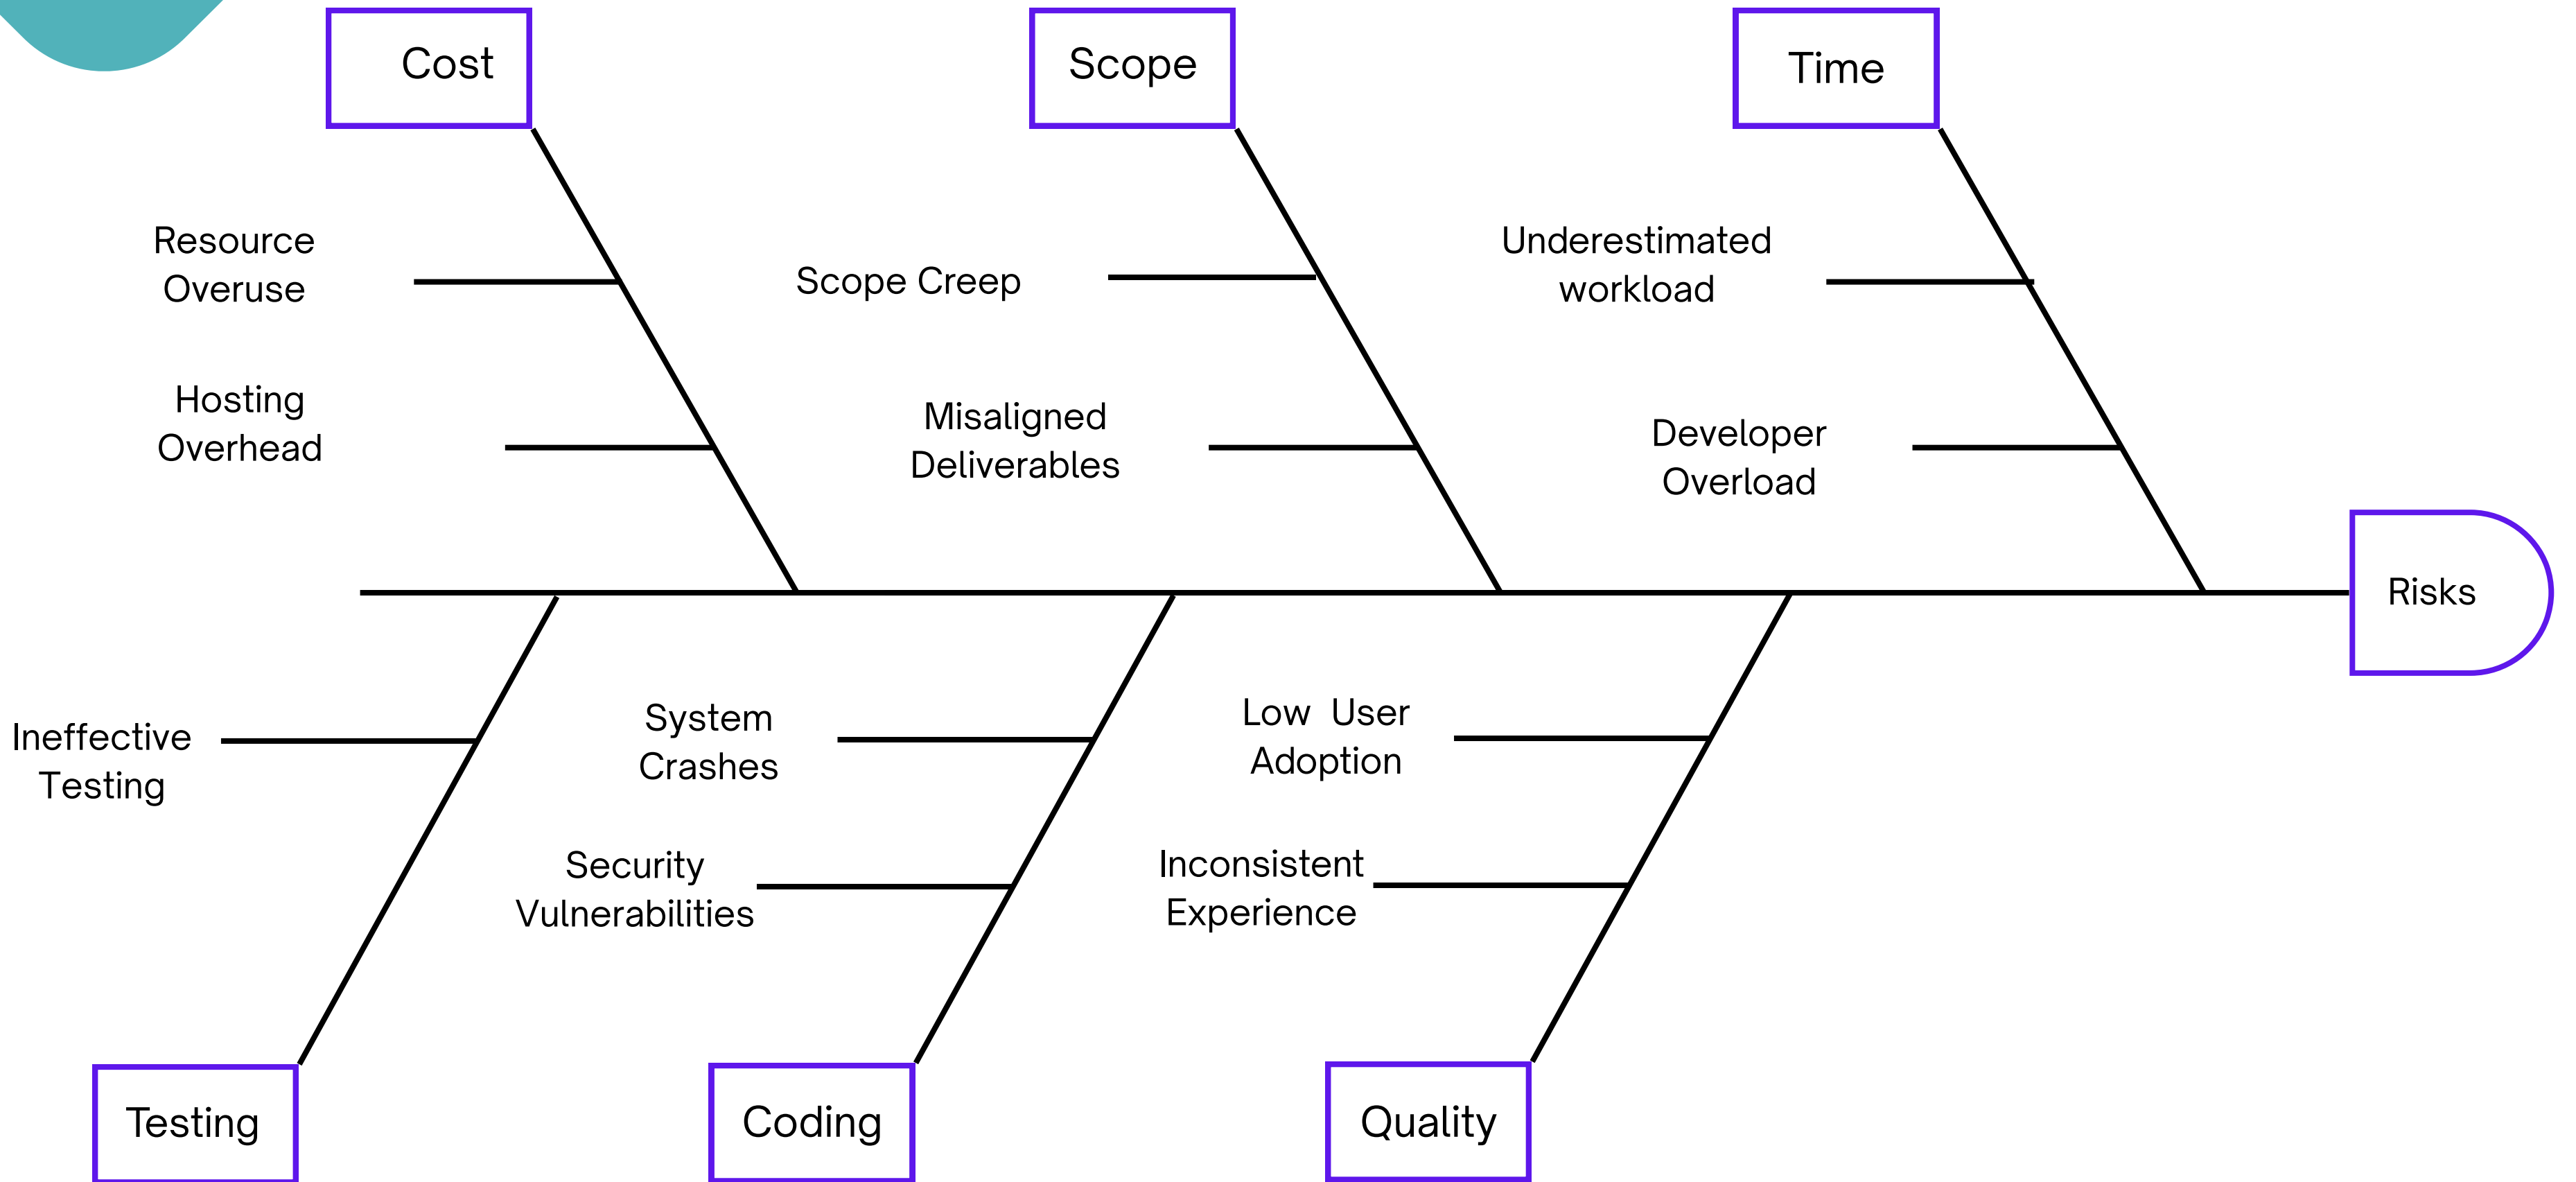 Cost
Scope
Time
Resource
Overuse
Scope Creep
Underestimated
workload
Hosting
Overhead
Misaligned
Deliverables
Developer
Overload
Risks
Ineffective
Testing
System
Crashes
Low  User
Adoption
Security
Vulnerabilities
Inconsistent
Experience
Testing
Coding
Quality